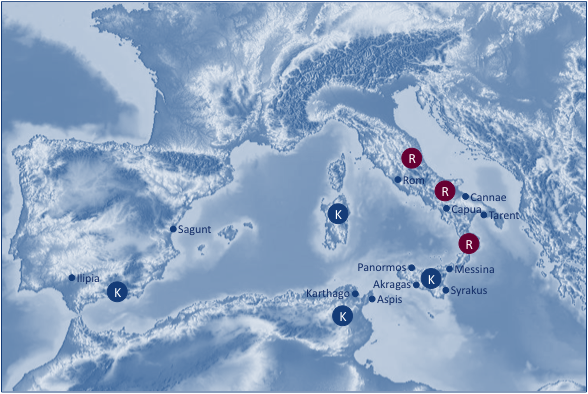 R
Rom
R
Cannae
Capua
Tarent
K
Sagunt
R
Panormos
Messina
Ilipia
K
Akragas
K
Syrakus
Karthago
Aspis
K